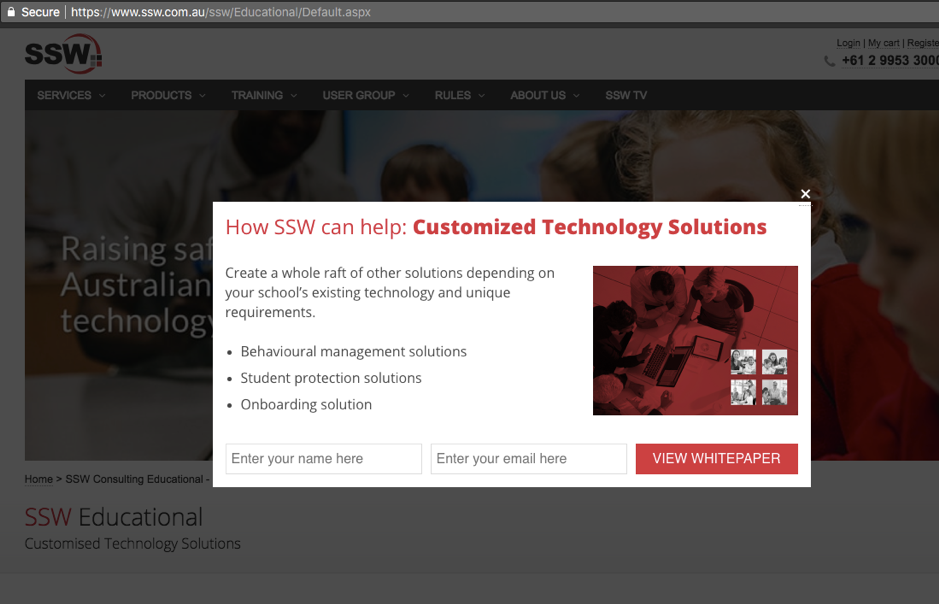 Secure | https://www.ssw.com.au/ssw/Educational/Default.aspx
SSW
Login | My cart | Registe
+61 2 9953 3000
SERVICES PRODUCTS TRAINING USER GROUP RULES ABOUT US SSW TV
Raising saf
Australian
technology
×
How SSW can help: Customized Technology Solutions
Create a whole raft of other solutions depending on
your school's existing technology and unique
requirements.
• Behavioural management solutions
• Student protection solutions
• Onboarding solution
Enter your name here Enter your email here VIEW WHITEPAPER
Home > SSW Consulting Educational -
SSW Educational
Customised Technology Solutions